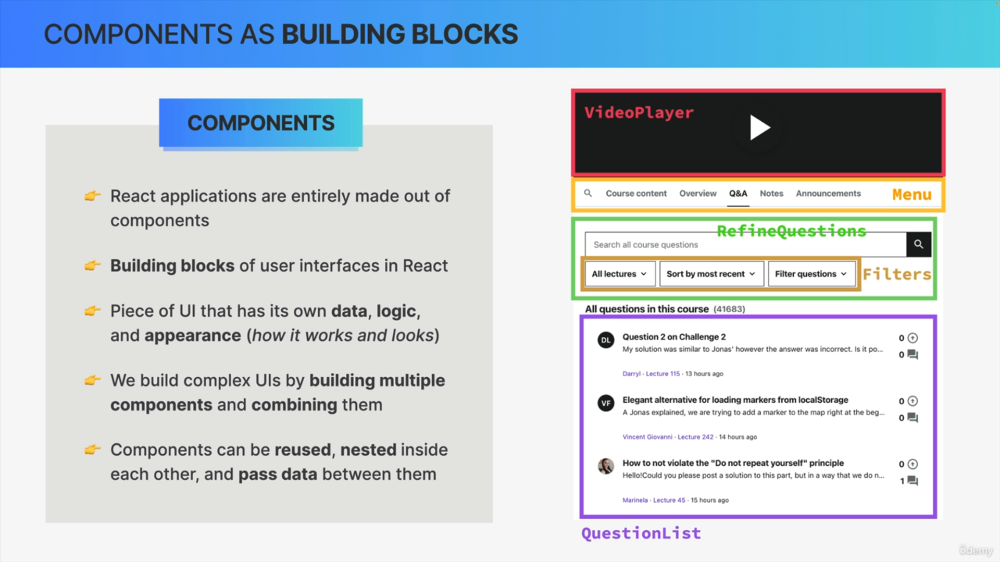 COMPONENTS AS BUILDING BLOCKS
COMPONENTS
👉 React applications are entirely made out of
components
👉 Building blocks of user interfaces in React
👉 Piece of UI that has its own data, logic,
and appearance (how it works and looks)
👉 We build complex UIs by building multiple
components and combining them
👉 Components can be reused, nested inside
each other, and pass data between them
VideoPlayer
Course content Overview Q&A Notes Announcements Menu
RefineQuestions
Search all course questions
All lectures Sort by most recent Filter questions Filters
All questions in this course (41683)
DL Question 2 on Challenge 2 0
My solution was similar to Jonas' however the answer was incorrect. Is it po... 0
Darryl · Lecture 115 · 13 hours ago
VF Elegant alternative for loading markers from localStorage 0
A Jonas explained, we are trying to add a marker to the map right at the beg... 0
Vincent Giovanni · Lecture 242 · 14 hours ago
How to not violate the "Do not repeat yourself" principle 0
Hello!Could you please post a solution to this part, but in a way that we do n... 1
Marinela · Lecture 45 · 15 hours ago
QuestionList
ûdemy